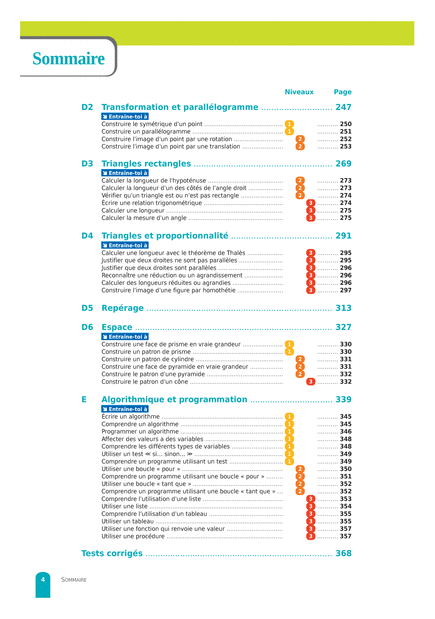 Sommaire
Niveaux Page
D2 Transformation et parallélogramme ............................ 247
Entraîne-toi à
Construire le symétrique d'un point .................................... 1 ........... 250
Construire un parallélogramme .......................................... 1 ........... 251
Construire l'image d'un point par une rotation ...................... 2 ........... 252
Construire l'image d'un point par une translation .................. 2 ........... 253
D3 Triangles rectangles ....................................................... 269
Entraîne-toi à
Calculer la longueur de l'hypoténuse ................................... 2 ........... 273
Calculer la longueur d'un des côtés de l'angle droit ................ 2 ........... 273
Vérifier qu'un triangle est ou n'est pas rectangle ................... 2 ........... 274
Écrire une relation trigonométrique ..................................... 3 ........... 274
Calculer une longueur ....................................................... 3 ........... 275
Calculer la mesure d'un angle ............................................ 3 ........... 275
D4 Triangles et proportionnalité ........................................ 291
Entraîne-toi à
Calculer une longueur avec le théorème de Thalès ................. 3 ........... 295
Justifier que deux droites ne sont pas parallèles .................... 3 ........... 295
Justifier que deux droites sont parallèles .............................. 3 ........... 296
Reconnaître une réduction ou un agrandissement .................. 3 ........... 296
Calculer des longueurs réduites ou agrandies ........................ 3 ........... 296
Construire l'image d'une figure par homothétie ..................... 3 ........... 297
D5 Repérage ........................................................................ 313
D6 Espace ............................................................................ 327
Entraîne-toi à
Construire une face de prisme en vraie grandeur ................... 1 ........... 330
Construire un patron de prisme .......................................... 1 ........... 330
Construire un patron de cylindre ......................................... 2 ........... 331
Construire une face de pyramide en vraie grandeur ............... 2 ........... 331
Construire le patron d'une pyramide .................................... 2 ........... 332
Construire le patron d'un cône ........................................... 3 ........... 332
E Algorithmique et programmation ................................. 339
Entraîne-toi à
Écrire un algorithme ......................................................... 1 ........... 345
Comprendre un algorithme ................................................ 1 ........... 345
Programmer un algorithme ................................................ 1 ........... 346
Affecter des valeurs a des variables ..................................... 1 ........... 348
Comprendre les différents types de variables ........................ 1 ........... 348
Utiliser un test ≪ si... sinon... ≫ ......................................... 1 ........... 349
Comprendre un programme utilisant un test ......................... 1 ........... 349
Utiliser une boucle « pour » ............................................... 2 ........... 350
Comprendre un programme utilisant une boucle « pour » ....... 2 ........... 351
Utiliser une boucle « tant que » .......................................... 2 ........... 352
Comprendre un programme utilisant une boucle « tant que » ... 2 ........... 352
Comprendre l'utilisation d'une liste ...................................... 3 ........... 353
Utiliser une liste ............................................................... 3 ........... 354
Comprendre l'utilisation d'un tableau ................................... 3 ........... 355
Utiliser un tableau ............................................................ 3 ........... 355
Utiliser une fonction qui renvoie une valeur .......................... 3 ........... 357
Utiliser une procédure ....................................................... 3 ........... 357
Tests corrigés .......................................................................... 368
4 SOMMAIRE